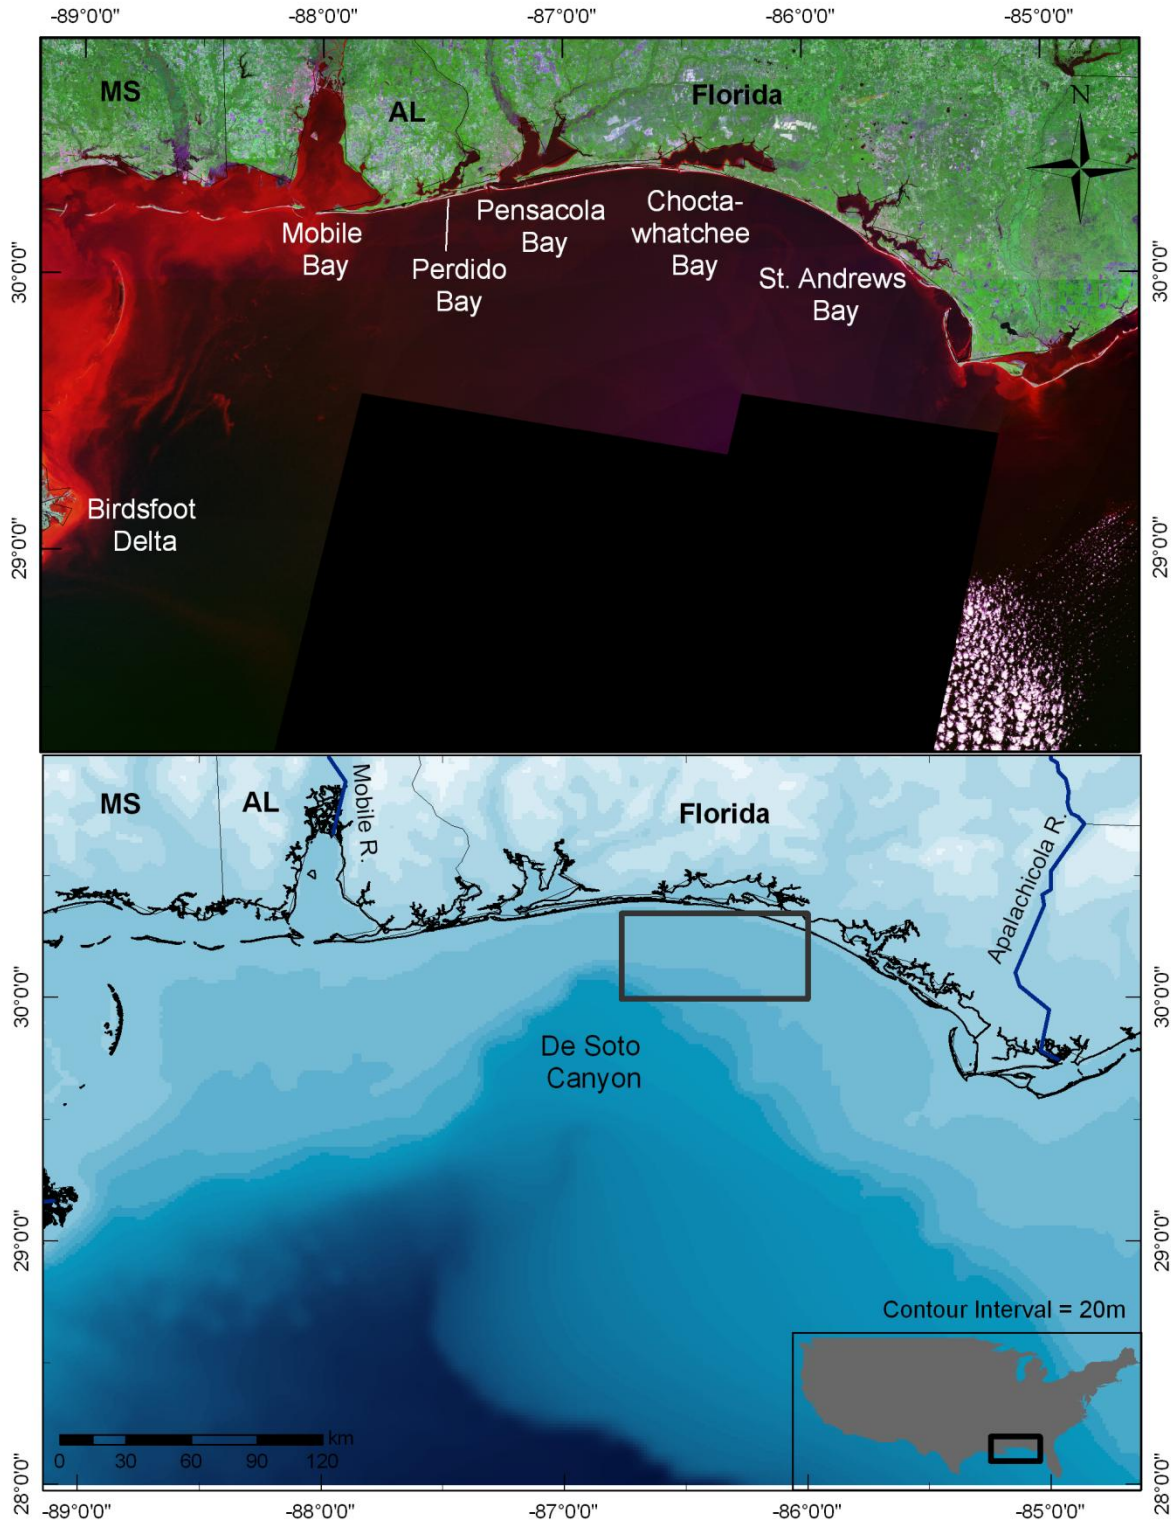 -89°0'0"
-88°0'0"
-87°0'0"
-86°0'0"
-85°0'0"
MS
AL
Florida
N
Mobile
Bay
Perdido
Bay
Pensacola
Bay
Chocta-
whatchee
Bay
St. Andrews
Bay
30°0'0"
30°0'0"
Birdsfoot
Delta
29°0'0"
29°0'0"
MS
AL
Mobile R.
Florida
Apalachicola R.
30°0'0"
30°0'0"
De Soto
Canyon
29°0'0"
29°0'0"
Contour Interval = 20m
km
0
30
60
90
120
28°0'0"
28°0'0"
-89°0'0"
-88°0'0"
-87°0'0"
-86°0'0"
-85°0'0"